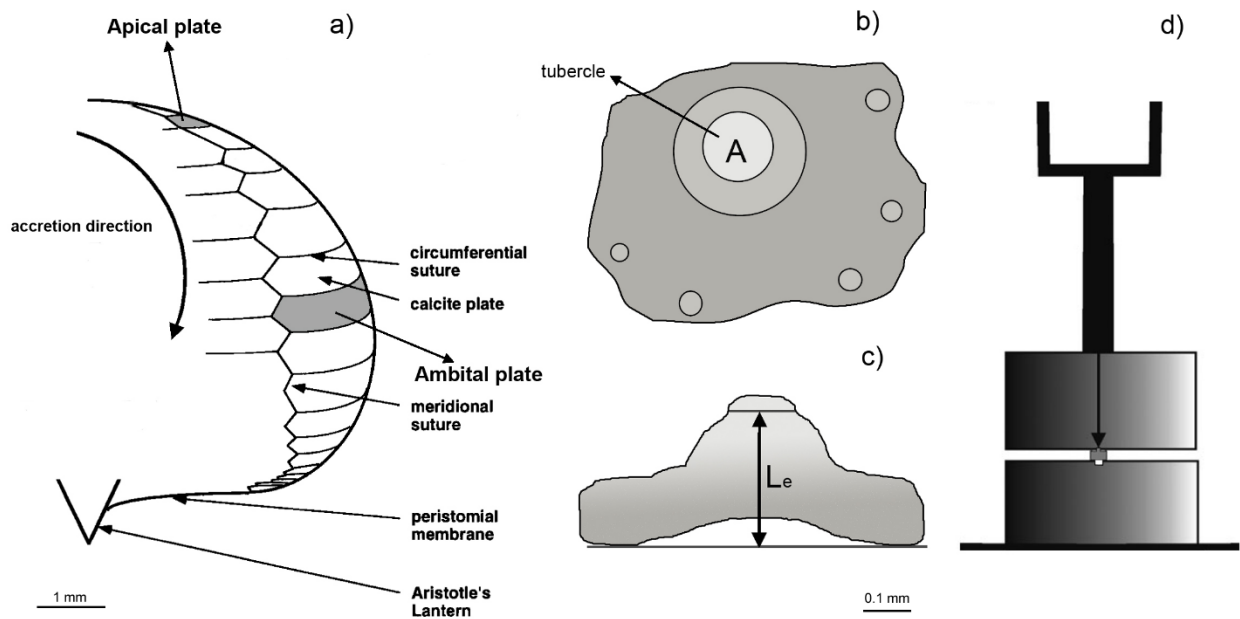 a)
Apical plate
accretion direction
circumferential
suture
calcite plate
Ambital plate
meridional
suture
peristomial
membrane
Aristotle's
Lantern
1 mm
b)
tubercle
A
c)
Le
0.1 mm
d)